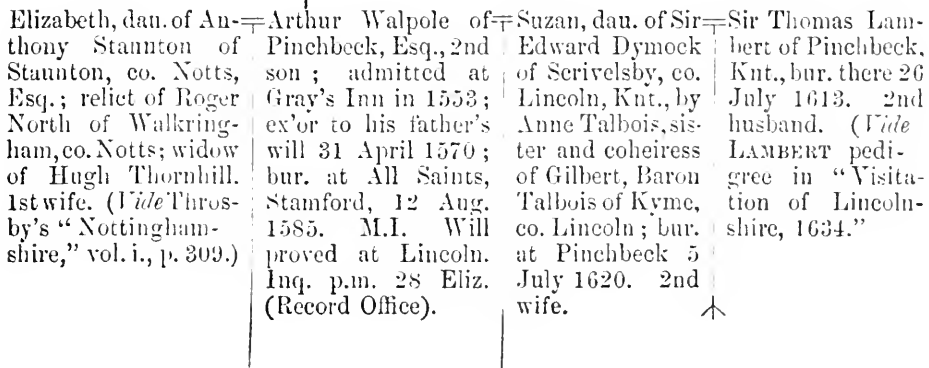 Elizabeth, dau. of An-
thony Staunton of
Staunton, co. Notts,
Esq.; relict of Roger
North of Walkring-
ham, co. Notts; widow
of Hugh Thornhill.
1st wife. (Vide Thros-
by's "Nottingham-
shire," vol. i., p. 309.)
Arthur Walpole of
Pinchbeck, Esq., 2nd
son; admitted at
Gray's Inn in 1553;
ex'or to his father's
will 31 April 1570;
bur. at All Saints,
Stamford, 12 Aug.
1585. M.I. Will
proved at Lincoln.
Inq. p.m. 28 Eliz.
(Record Office).
Suzan, dau. of Sir
Edward Dymock
of Scrivelsby, co.
Lincoln, Knt., by
Anne Talbois, sis-
ter and coheiress
of Gilbert, Baron
Talbois of Kyme,
co. Lincoln; bur.
at Pinchbeck 5
July 1620. 2nd
wife.
Sir Thomas Lam-
bert of Pinchbeck,
Knt., bur. there 26
July 1613. 2nd
husband. (Vide
LAMBERT pedi-
gree in "Visita-
tion of Lincoln-
shire, 1634."